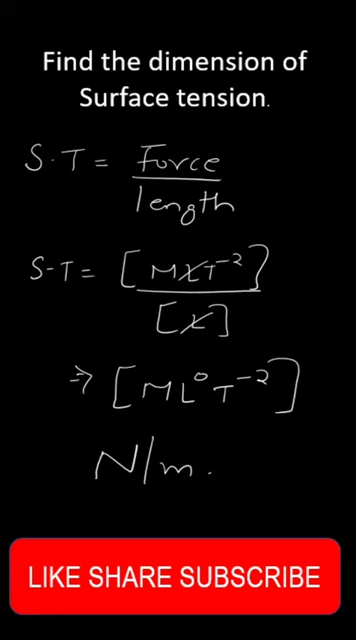 Find the dimension of
Surface tension.
S.T = Force
length
S-T = [MLT⁻²]
[L]
⇒ [ML⁰T⁻²]
N/m.
LIKE SHARE SUBSCRIBE